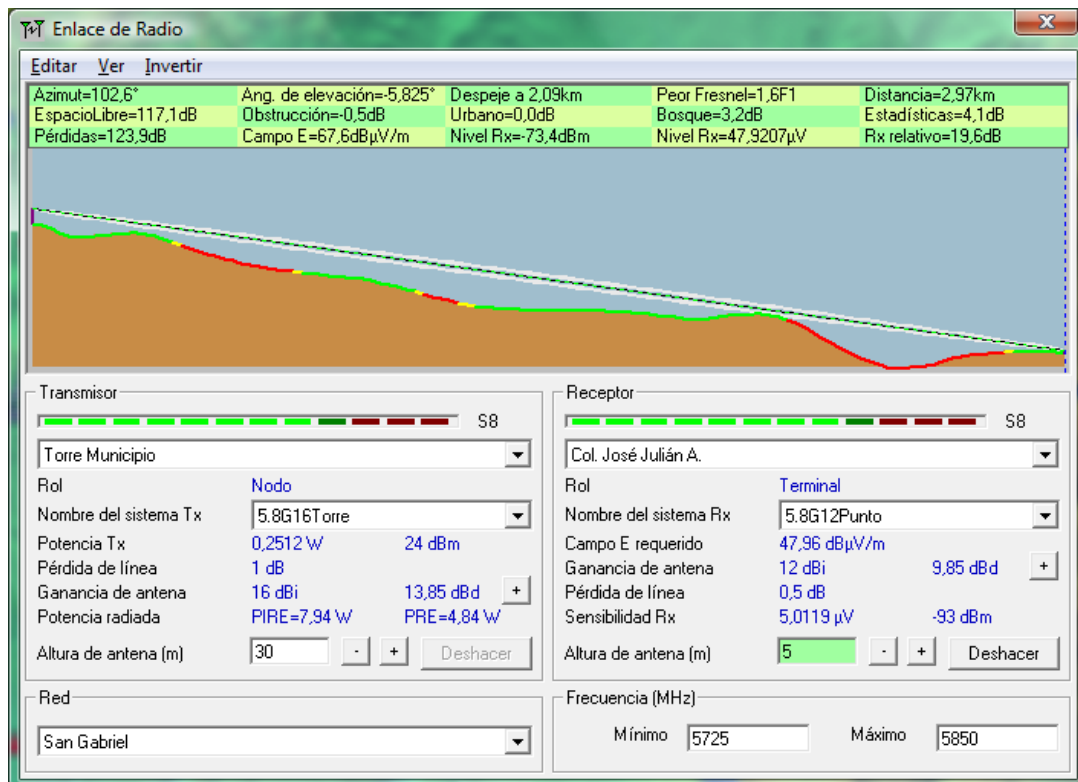 Enlace de Radio
Editar Ver Invertir
Azimut=102,6° Ang. de elevación=-5,825° Despeje a 2,09km Peor Fresnel=1,6F1 Distancia=2,97km
EspacioLibre=117,1dB Obstrucción=-0,5dB Urbano=0,0dB Bosque=3,2dB Estadísticas=4,1dB
Pérdidas=123,9dB Campo E=67,6dBµV/m Nivel Rx=-73,4dBm Nivel Rx=47,9207µV Rx relativo=19,6dB
Transmisor
S8
Torre Municipio
Rol Nodo
Nombre del sistema Tx 5.8G16Torre
Potencia Tx 0,2512 W 24 dBm
Pérdida de línea 1 dB
Ganancia de antena 16 dBi 13,85 dBd +
Potencia radiada PIRE=7,94 W PRE=4,84 W
Altura de antena (m) 30 - + Deshacer
Receptor
S8
Col. José Julián A.
Rol Terminal
Nombre del sistema Rx 5.8G12Punto
Campo E requerido 47,96 dBµV/m
Ganancia de antena 12 dBi 9,85 dBd +
Pérdida de línea 0,5 dB
Sensibilidad Rx 5,0119 µV -93 dBm
Altura de antena (m) 5 - + Deshacer
Red
San Gabriel
Frecuencia (MHz)
Mínimo 5725 Máximo 5850